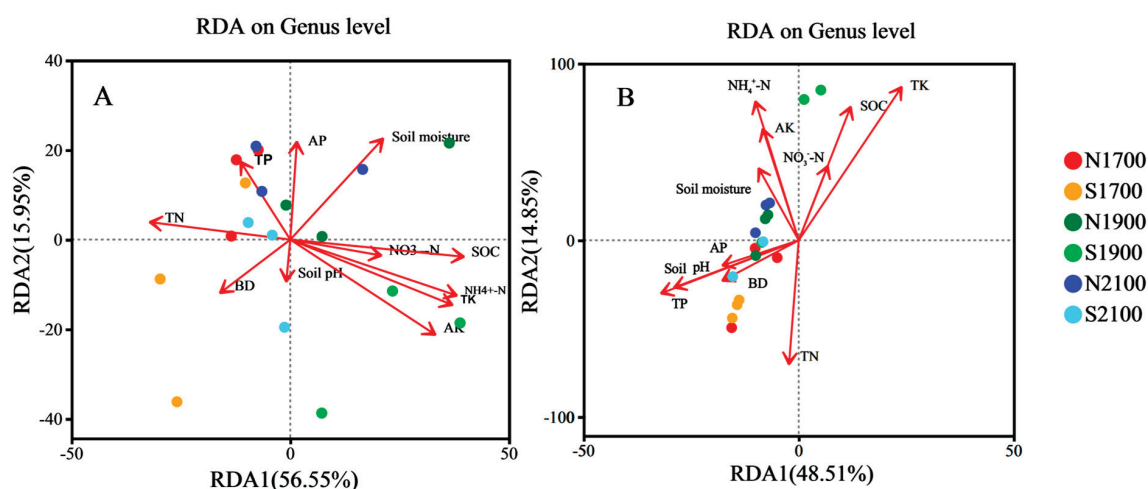 RDA on Genus level
A
40
20
0
-20
-40
-50
0
50
RDA2(15.95%)
RDA1(56.55%)
AP
Soil moisture
TP
TN
NO3--N
SOC
Soil pH
BD
NH4+-N
TK
AK
RDA on Genus level
B
100
0
-100
-50
0
50
RDA2(14.85%)
RDA1(48.51%)
NH₄⁺-N
TK
SOC
AK
NO₃⁻-N
Soil moisture
AP
Soil pH
BD
TP
TN
N1700
S1700
N1900
S1900
N2100
S2100